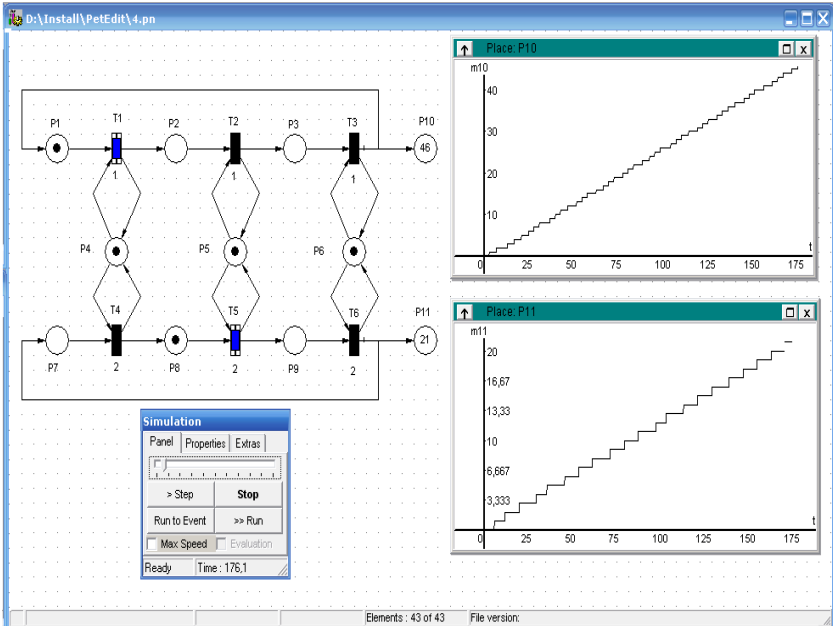 D:\Install\PetEdit\4.pn
P1
T1
P2
T2
P3
T3
P10
46
1
1
1
P4
P5
P6
T4
T5
T6
P11
21
P7
2
P8
2
P9
2
Place: P10
m10
40
30
20
10
0 25 50 75 100 125 150 175
t
Place: P11
m11
20
16,67
13,33
10
6,667
3,333
0 25 50 75 100 125 150 175
t
Simulation
Panel Properties Extras
> Step Stop
Run to Event >> Run
Max Speed Evaluation
Ready Time : 176,1
Elements : 43 of 43 File version: